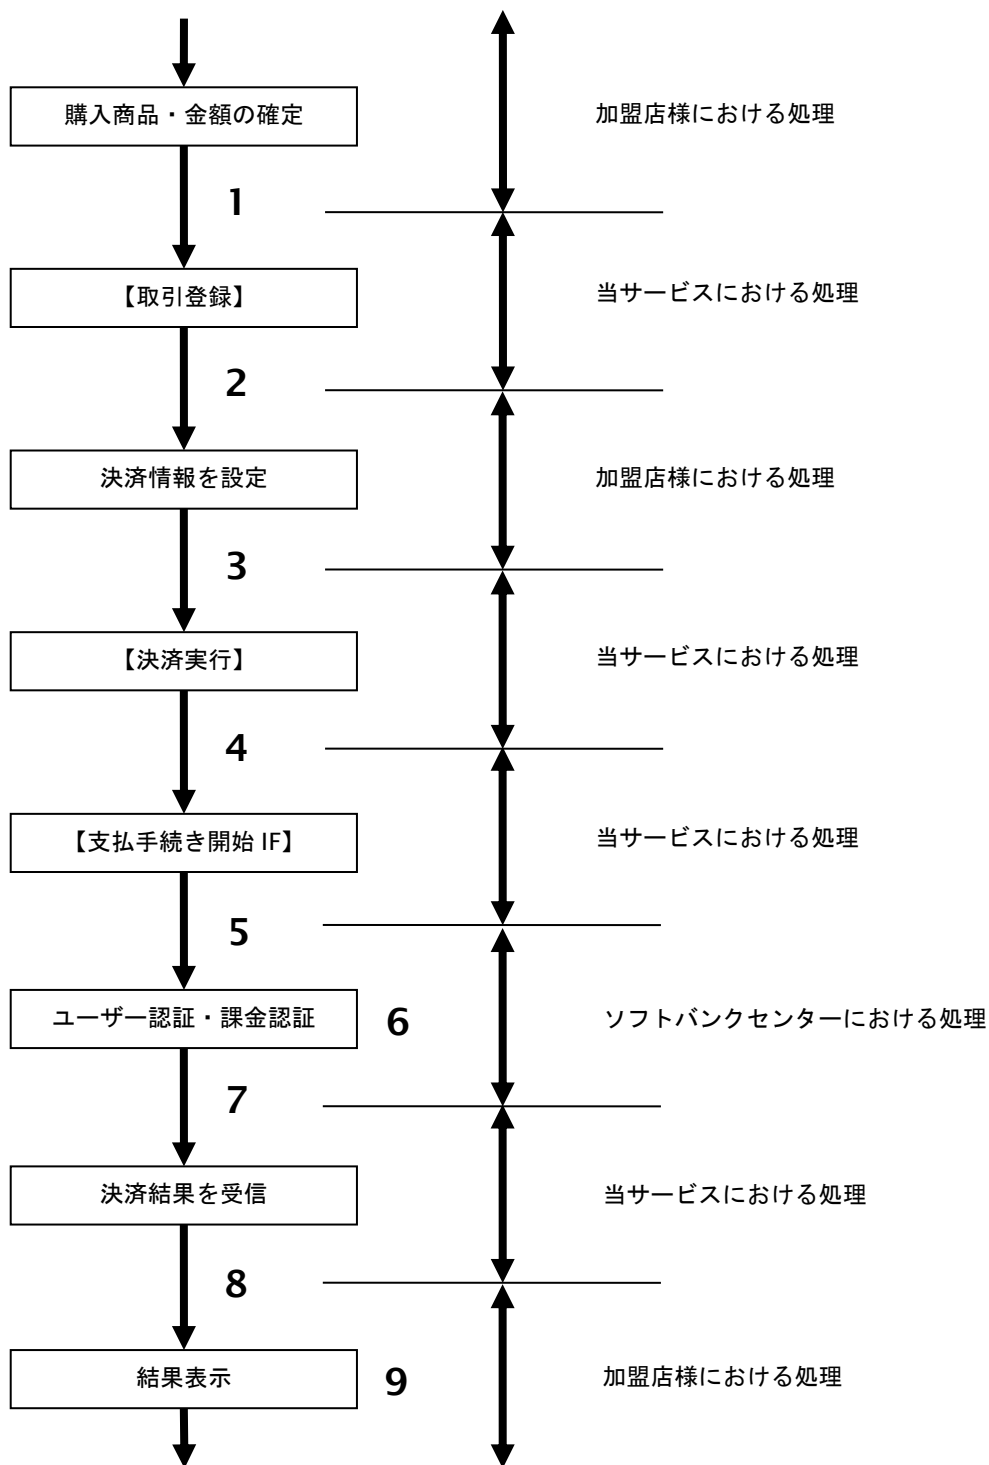 購入商品・金額の確定
加盟店様における処理
1
【取引登録】
当サービスにおける処理
2
決済情報を設定
加盟店様における処理
3
【決済実行】
当サービスにおける処理
4
【支払手続き開始 IF】
当サービスにおける処理
5
ユーザー認証・課金認証
6
ソフトバンクセンターにおける処理
7
決済結果を受信
当サービスにおける処理
8
結果表示
9
加盟店様における処理